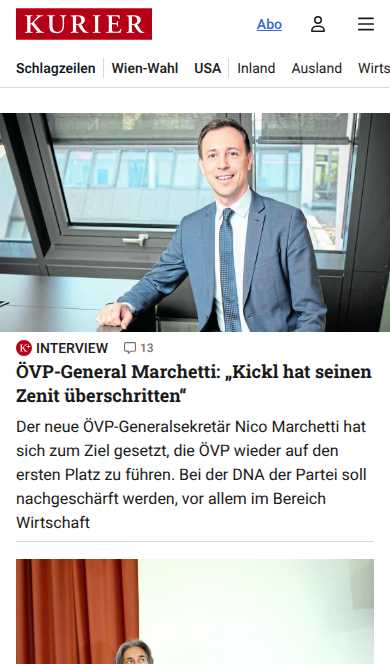 KURIER
Abo
Schlagzeilen Wien-Wahl USA Inland Ausland Wirts
K+ INTERVIEW 13
ÖVP-General Marchetti: „Kickl hat seinen
Zenit überschritten“
Der neue ÖVP-Generalsekretär Nico Marchetti hat
sich zum Ziel gesetzt, die ÖVP wieder auf den
ersten Platz zu führen. Bei der DNA der Partei soll
nachgeschärft werden, vor allem im Bereich
Wirtschaft